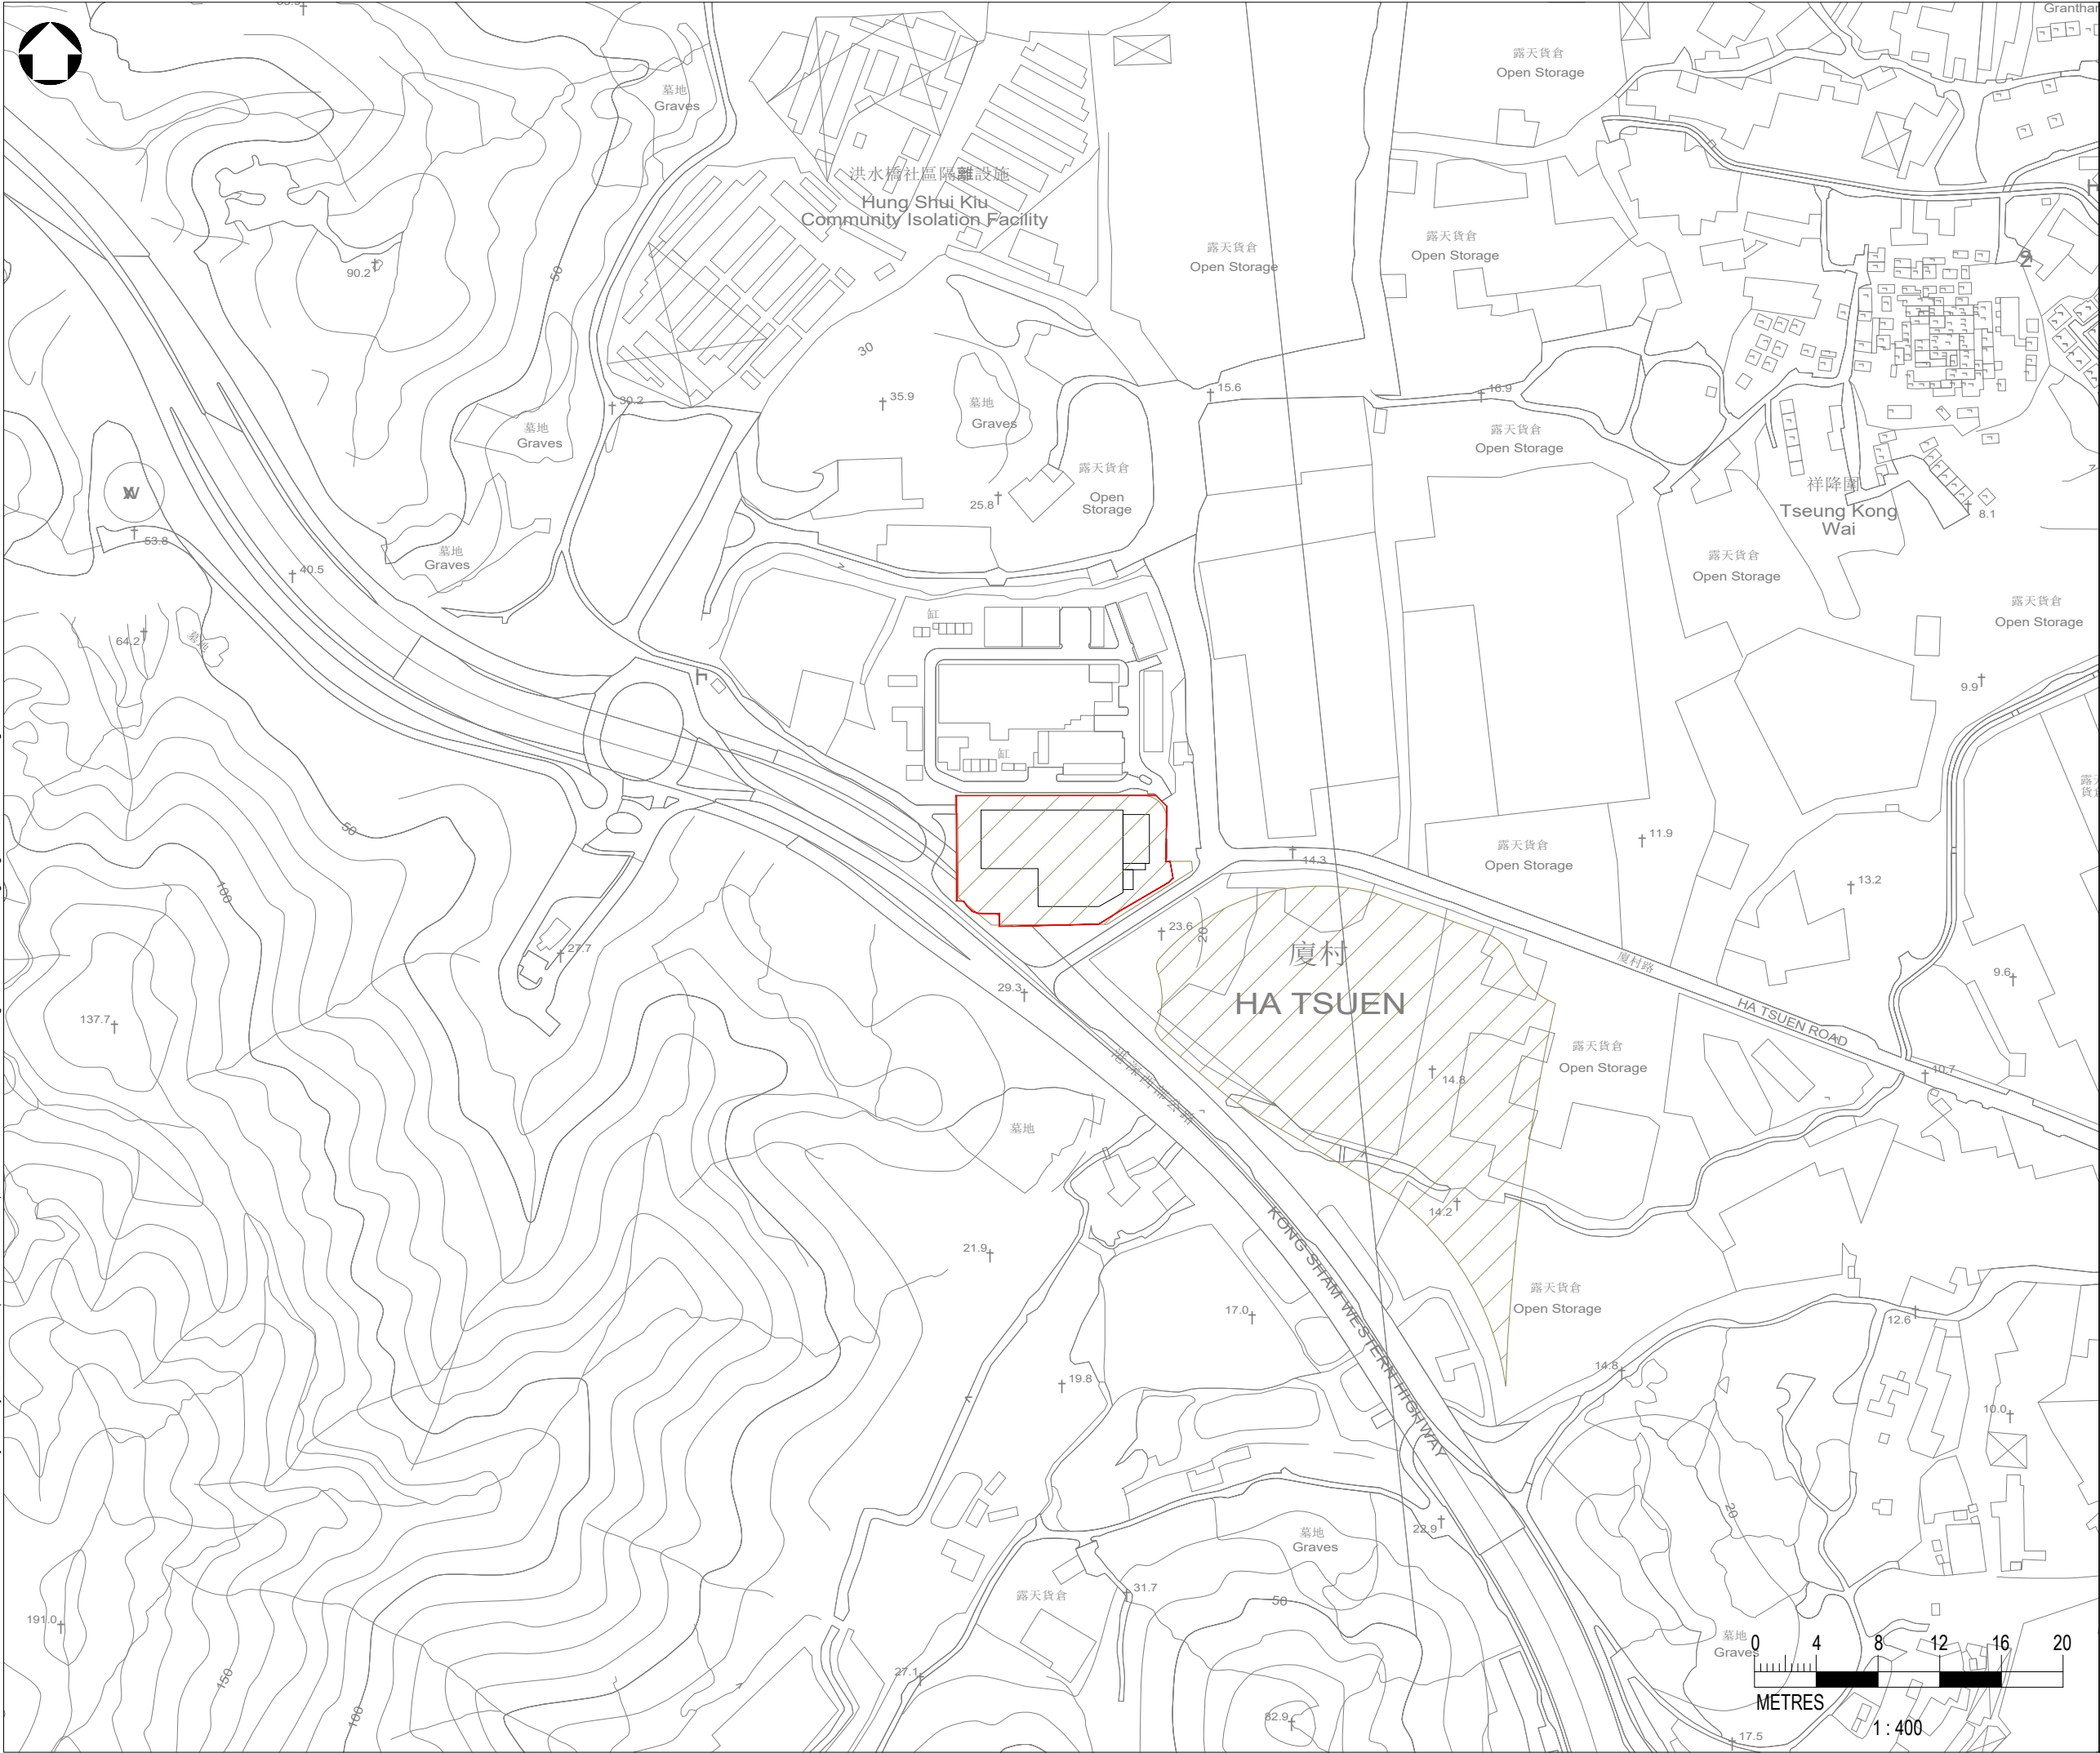 Granthar
露天貨倉
Open Storage
墓地
Graves
洪水橋社區隔離設施
Hung Shui Kiu
Community Isolation Facility
露天貨倉
Open Storage
露天貨倉
Open Storage
90.2
50
30
35.9
30.2
15.6
16.9
墓地
Graves
墓地
Graves
露天貨倉
Open Storage
露天貨倉
Open
Storage
25.8
祥降圍
Tseung Kong
Wai
8.1
53.8
40.5
墓地
Graves
露天貨倉
Open Storage
露天貨倉
Open Storage
64.2
墓地
缸
9.9
缸
50
100
露天貨倉
Open Storage
11.9
14.3
13.2
27.7
23.6
20
廈村
HA TSUEN
廈村路
HA TSUEN ROAD
29.3
137.7
9.6
港深西部公路
露天貨倉
Open Storage
14.8
10.7
墓地
14.2
KONG SHAM WESTERN HIGHWAY
21.9
17.0
露天貨倉
Open Storage
12.6
14.8
19.8
10.0
20
22.9
墓地
Graves
露天貨倉
31.7
50
191.0
150
100
27.1
82.9
墓地
Graves
0 4 8 12 16 20
METRES
1 : 400
17.5